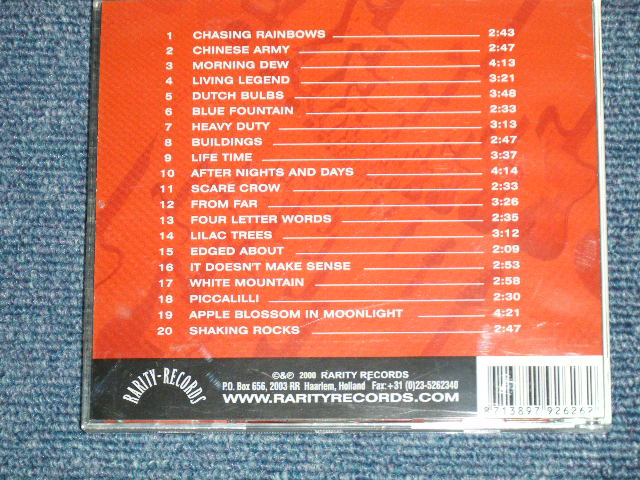 1 CHASING RAINBOWS 2:43
2 CHINESE ARMY 2:47
3 MORNING DEW 4:13
4 LIVING LEGEND 3:21
5 DUTCH BULBS 3:48
6 BLUE FOUNTAIN 2:33
7 HEAVY DUTY 3:13
8 BUILDINGS 2:47
9 LIFE TIME 3:37
10 AFTER NIGHTS AND DAYS 4:14
11 SCARE CROW 2:33
12 FROM FAR 3:26
13 FOUR LETTER WORDS 2:35
14 LILAC TREES 3:12
15 EDGED ABOUT 2:09
16 IT DOESN'T MAKE SENSE 2:53
17 WHITE MOUNTAIN 2:58
18 PICCALILLI 2:30
19 APPLE BLOSSOM IN MOONLIGHT 4:21
20 SHAKING ROCKS 2:47
RARITY-RECORDS
©&℗ 2000 RARITY RECORDS
P.O. Box 656, 2003 RR Haarlem, Holland Fax:+31 (0)23-5262340
WWW.RARITYRECORDS.COM
8 713897 926262